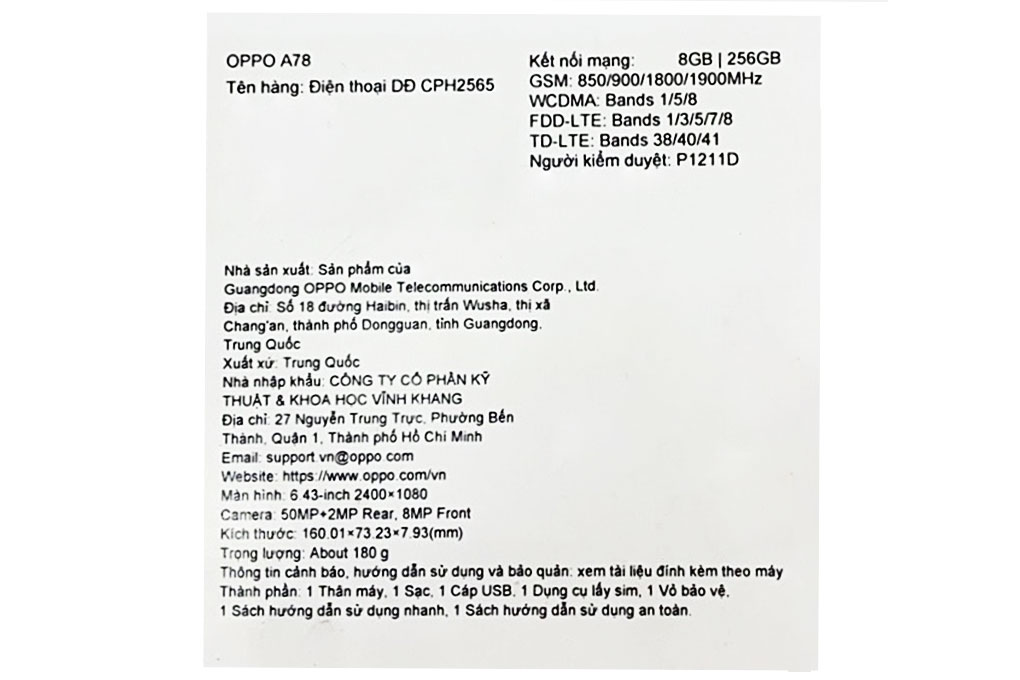 OPPO A78
Tên hàng: Điện thoại DĐ CPH2565
Kết nối mạng: 8GB | 256GB
GSM: 850/900/1800/1900MHz
WCDMA: Bands 1/5/8
FDD-LTE: Bands 1/3/5/7/8
TD-LTE: Bands 38/40/41
Người kiểm duyệt: P1211D
Nhà sản xuất: Sản phẩm của
Guangdong OPPO Mobile Telecommunications Corp., Ltd.
Địa chỉ: Số 18 đường Haibin, thị trấn Wusha, thị xã
Chang'an, thành phố Dongguan, tỉnh Guangdong,
Trung Quốc
Xuất xứ: Trung Quốc
Nhà nhập khẩu: CÔNG TY CỔ PHẦN KỸ
THUẬT & KHOA HỌC VĨNH KHANG
Địa chỉ: 27 Nguyễn Trung Trực, Phường Bến
Thành, Quận 1, Thành phố Hồ Chí Minh
Email: support.vn@oppo.com
Website: https://www.oppo.com/vn
Màn hình: 6.43-inch 2400×1080
Camera: 50MP+2MP Rear, 8MP Front
Kích thước: 160.01×73.23×7.93(mm)
Trọng lượng: About 180 g
Thông tin cảnh báo, hướng dẫn sử dụng và bảo quản: xem tài liệu đính kèm theo máy
Thành phần: 1 Thân máy, 1 Sạc, 1 Cáp USB, 1 Dụng cụ lấy sim, 1 Vỏ bảo vệ,
1 Sách hướng dẫn sử dụng nhanh, 1 Sách hướng dẫn sử dụng an toàn.